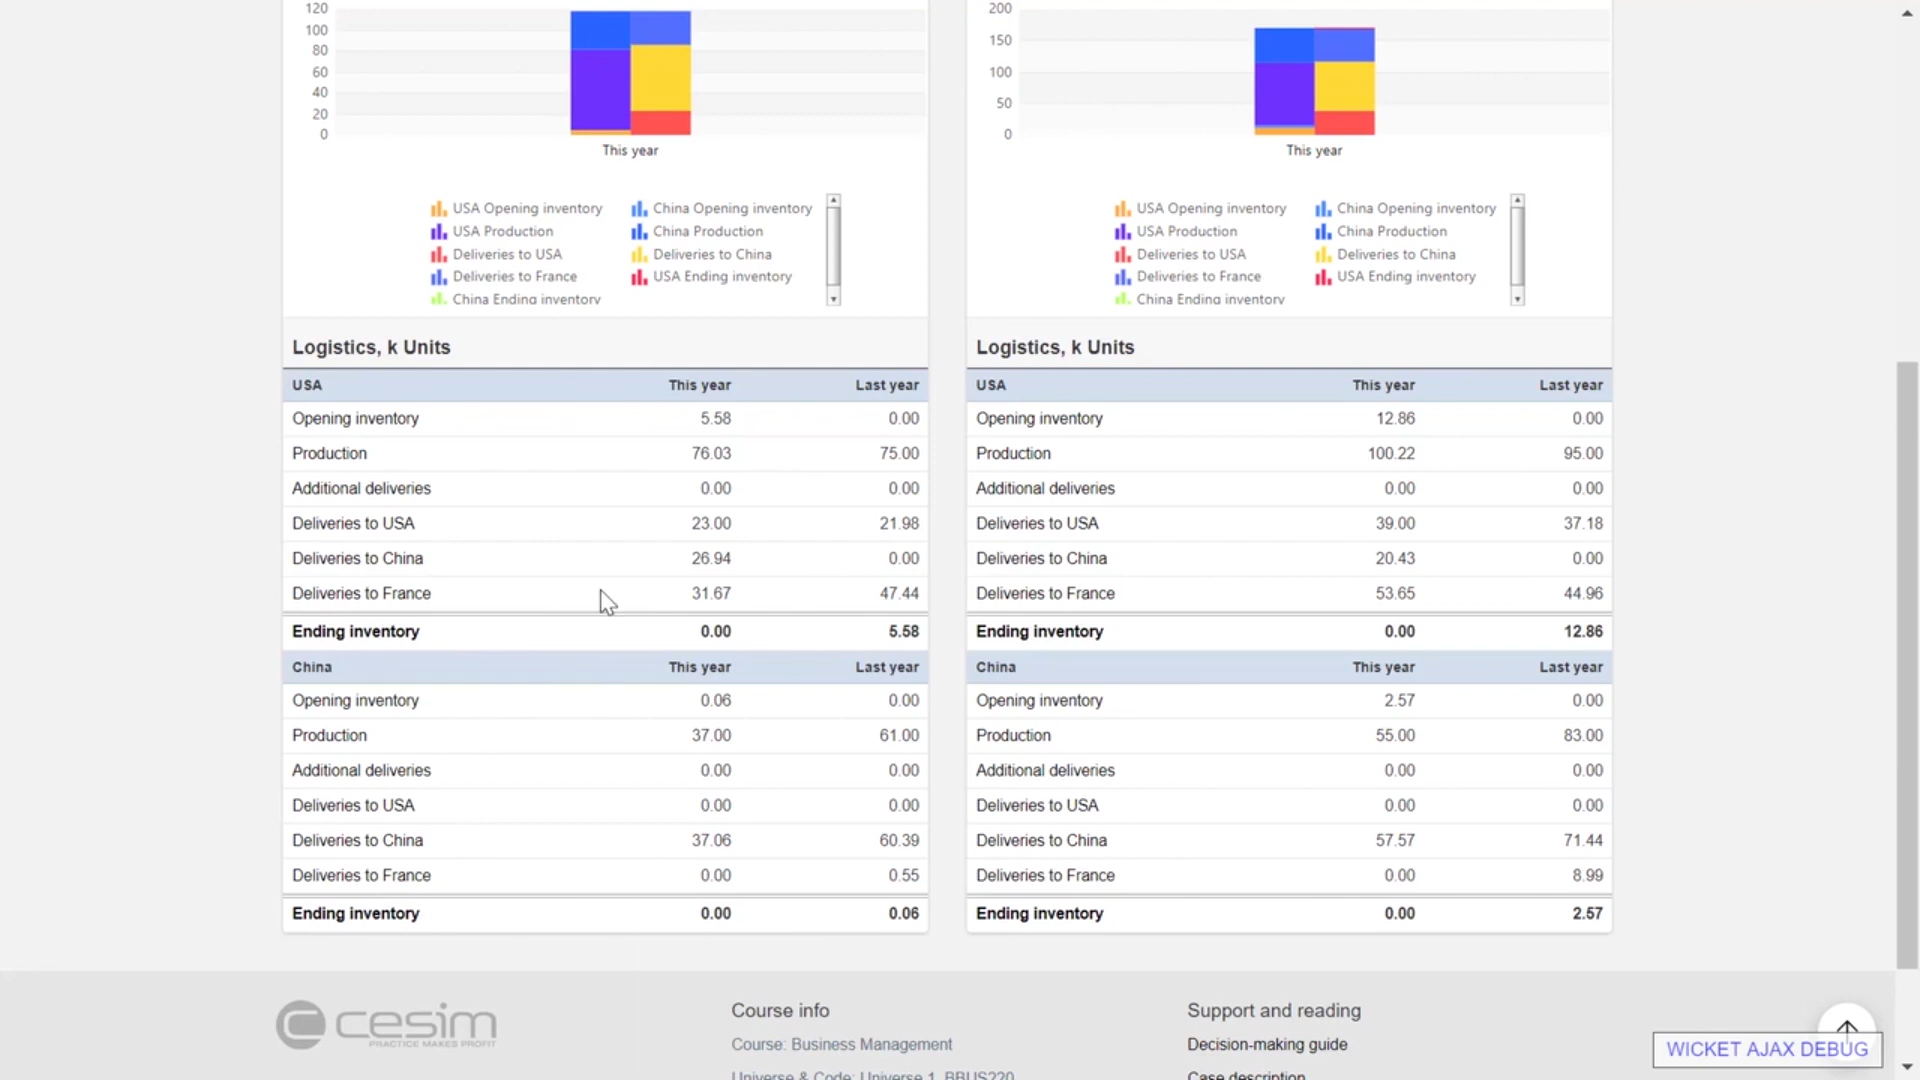 120
100
80
60
40
20
0
This year
USA Opening inventory
China Opening inventory
USA Production
China Production
Deliveries to USA
Deliveries to China
Deliveries to France
USA Ending inventory
China Ending inventory
200
150
100
50
0
This year
USA Opening inventory
China Opening inventory
USA Production
China Production
Deliveries to USA
Deliveries to China
Deliveries to France
USA Ending inventory
China Ending inventory
Logistics, k Units
USA This year Last year
Opening inventory 5.58 0.00
Production 76.03 75.00
Additional deliveries 0.00 0.00
Deliveries to USA 23.00 21.98
Deliveries to China 26.94 0.00
Deliveries to France 31.67 47.44
Ending inventory 0.00 5.58
China This year Last year
Opening inventory 0.06 0.00
Production 37.00 61.00
Additional deliveries 0.00 0.00
Deliveries to USA 0.00 0.00
Deliveries to China 37.06 60.39
Deliveries to France 0.00 0.55
Ending inventory 0.00 0.06
Logistics, k Units
USA This year Last year
Opening inventory 12.86 0.00
Production 100.22 95.00
Additional deliveries 0.00 0.00
Deliveries to USA 39.00 37.18
Deliveries to China 20.43 0.00
Deliveries to France 53.65 44.96
Ending inventory 0.00 12.86
China This year Last year
Opening inventory 2.57 0.00
Production 55.00 83.00
Additional deliveries 0.00 0.00
Deliveries to USA 0.00 0.00
Deliveries to China 57.57 71.44
Deliveries to France 0.00 8.99
Ending inventory 0.00 2.57
cesim
PRACTICE MAKES PROFIT
Course info
Course: Business Management
Universe & Code: Universe 1, BBUS220
Support and reading
Decision-making guide
Case description
WICKET AJAX DEBUG